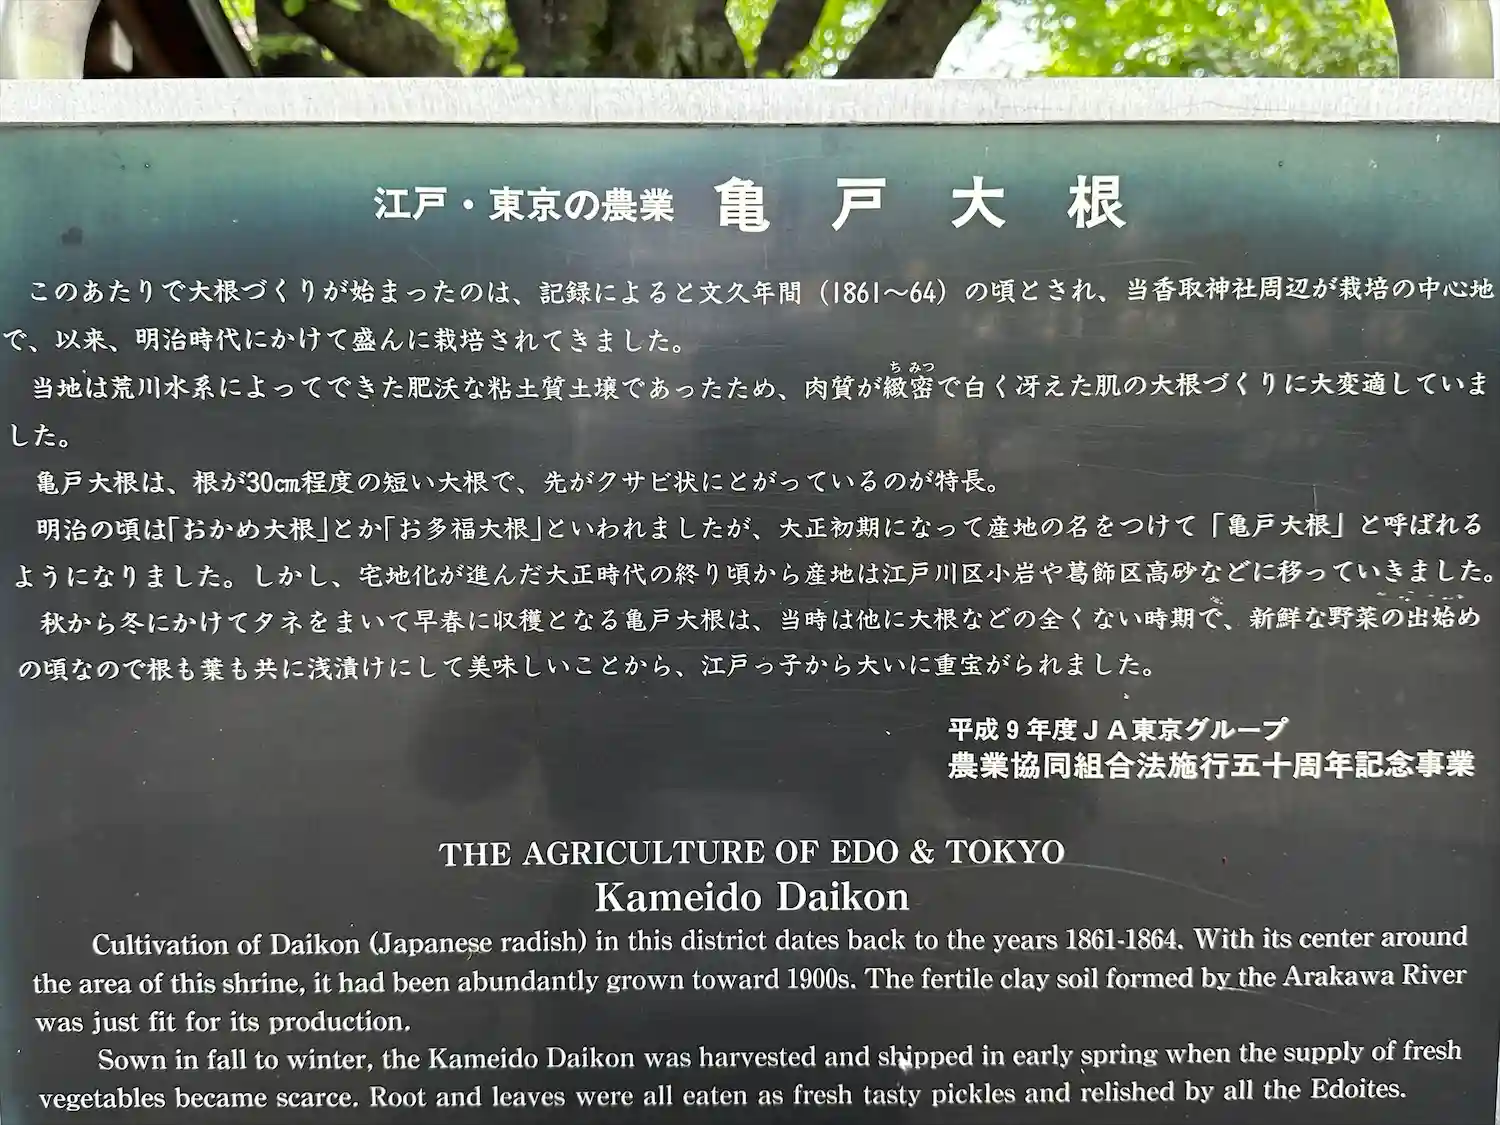 江戸・東京の農業 亀戸大根
このあたりで大根づくりが始まったのは、記録によると文久年間（1861〜64）の頃とされ、当香取神社周辺が栽培の中心地
で、以来、明治時代にかけて盛んに栽培されてきました。
当地は荒川水系によってできた肥沃な粘土質土壌であったため、肉質が緻密で白く冴えた肌の大根づくりに大変適していま
ちみつ
した。
亀戸大根は、根が30㎝程度の短い大根で、先がクサビ状にとがっているのが特長。
明治の頃は「おかめ大根」とか「お多福大根」といわれましたが、大正初期になって産地の名をつけて「亀戸大根」と呼ばれる
ようになりました。しかし、宅地化が進んだ大正時代の終り頃から産地は江戸川区小岩や葛飾区高砂などに移っていきました。
秋から冬にかけてタネをまいて早春に収穫となる亀戸大根は、当時は他に大根などの全くない時期で、新鮮な野菜の出始め
の頃なので根も葉も共に浅漬けにして美味しいことから、江戸っ子から大いに重宝がられました。
平成9年度JA東京グループ
農業協同組合法施行五十周年記念事業
THE AGRICULTURE OF EDO & TOKYO
Kameido Daikon
Cultivation of Daikon (Japanese radish) in this district dates back to the years 1861-1864. With its center around
the area of this shrine, it had been abundantly grown toward 1900s. The fertile clay soil formed by the Arakawa River
was just fit for its production.
Sown in fall to winter, the Kameido Daikon was harvested and shipped in early spring when the supply of fresh
vegetables became scarce. Root and leaves were all eaten as fresh tasty pickles and relished by all the Edoites.